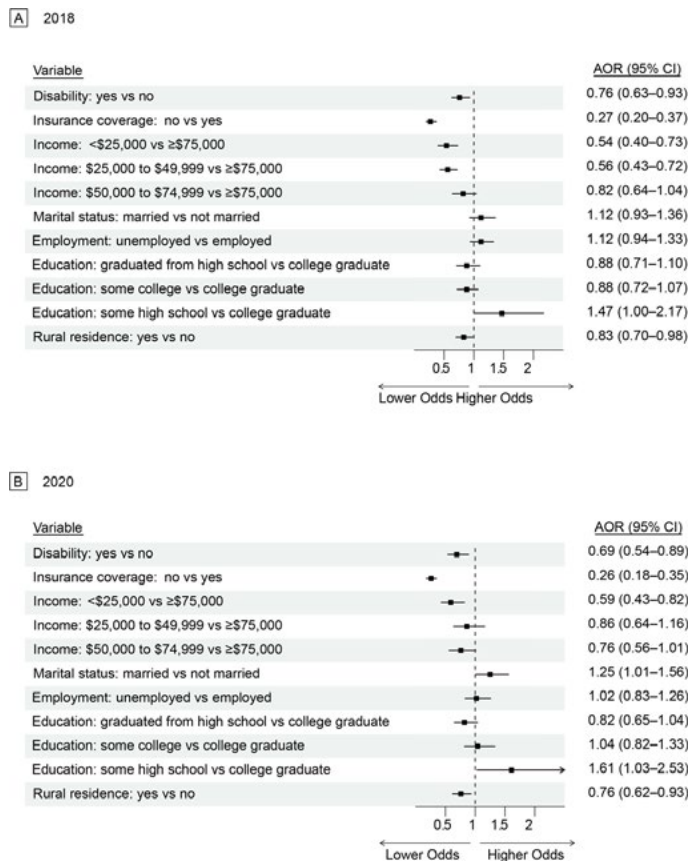 A 2018
Variable AOR (95% CI)
Disability: yes vs no 0.76 (0.63–0.93)
Insurance coverage: no vs yes 0.27 (0.20–0.37)
Income: <$25,000 vs ≥$75,000 0.54 (0.40–0.73)
Income: $25,000 to $49,999 vs ≥$75,000 0.56 (0.43–0.72)
Income: $50,000 to $74,999 vs ≥$75,000 0.82 (0.64–1.04)
Marital status: married vs not married 1.12 (0.93–1.36)
Employment: unemployed vs employed 1.12 (0.94–1.33)
Education: graduated from high school vs college graduate 0.88 (0.71–1.10)
Education: some college vs college graduate 0.88 (0.72–1.07)
Education: some high school vs college graduate 1.47 (1.00–2.17)
Rural residence: yes vs no 0.83 (0.70–0.98)
0.5 1 1.5 2
Lower Odds Higher Odds
B 2020
Variable AOR (95% CI)
Disability: yes vs no 0.69 (0.54–0.89)
Insurance coverage: no vs yes 0.26 (0.18–0.35)
Income: <$25,000 vs ≥$75,000 0.59 (0.43–0.82)
Income: $25,000 to $49,999 vs ≥$75,000 0.86 (0.64–1.16)
Income: $50,000 to $74,999 vs ≥$75,000 0.76 (0.56–1.01)
Marital status: married vs not married 1.25 (1.01–1.56)
Employment: unemployed vs employed 1.02 (0.83–1.26)
Education: graduated from high school vs college graduate 0.82 (0.65–1.04)
Education: some college vs college graduate 1.04 (0.82–1.33)
Education: some high school vs college graduate 1.61 (1.03–2.53)
Rural residence: yes vs no 0.76 (0.62–0.93)
0.5 1 1.5 2
Lower Odds Higher Odds